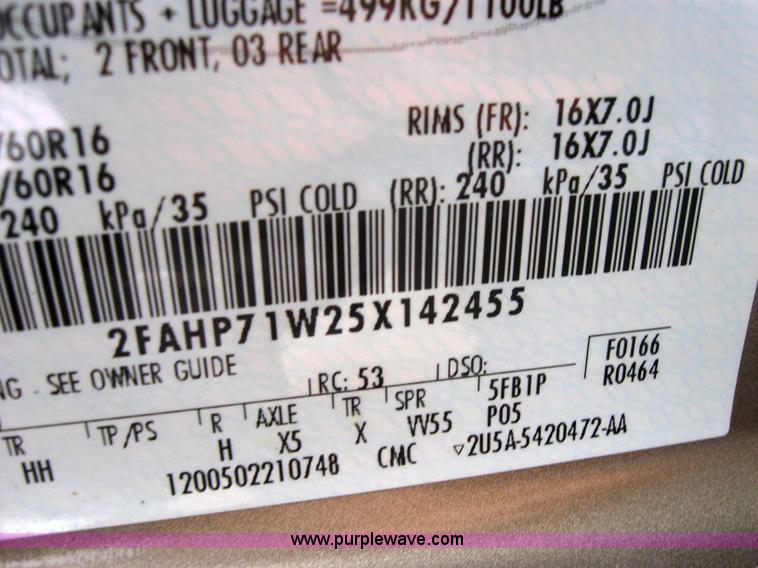 OCCUPANTS + LUGGAGE =499KG/1100LB
OTAL; 2 FRONT, 03 REAR
RIMS (FR): 16X7.0J
/60R16 (RR): 16X7.0J
/60R16
240 kPa/35 PSI COLD (RR): 240 kPa/35 PSI COLD
2FAHP71W25X142455
NG . SEE OWNER GUIDE
RC: 53 DSO: F0166
R0464
TR TP/PS R AXLE TR SPR 5FB1P
HH H X5 X VV55 P05
1200502210748 CMC ▽2U5A-5420472-AA
www.purplewave.com